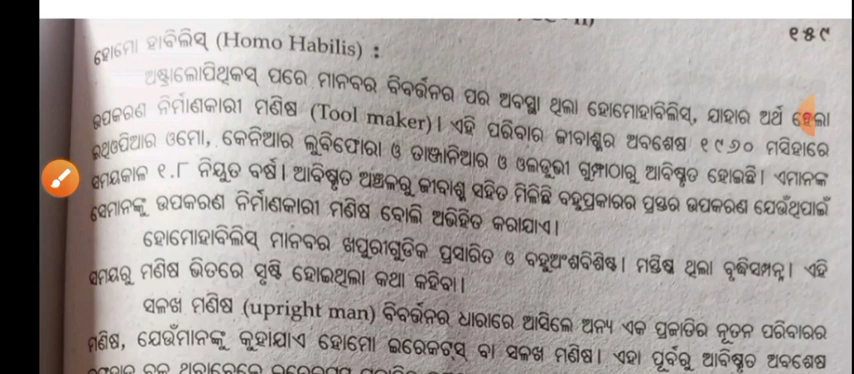 ୧୫୯
ହୋମୋ ହାବିଲିସ୍ (Homo Habilis) :
ଅଷ୍ଟ୍ରାଲୋପିଥିକସ୍ ପରେ ମାନବର ବିବର୍ତ୍ତନର ପର ଅବସ୍ଥା ଥିଲା ହୋମୋହାବିଲିସ୍, ଯାହାର ଅର୍ଥ ହେଲା
ଉପକରଣ ନିର୍ମାଣକାରୀ ମଣିଷ (Tool maker)। ଏହି ପରିବାର ଜୀବାଶ୍ମର ଅବଶେଷ ୧୯୬୦ ମସିହାରେ
ଇଥିଓପିଆର ଓମୋ, କେନିଆର ଲୁବିଫୋରା ଓ ତାଞ୍ଜାନିଆର ଓ ଓଲଡୁଭୀ ଗୁମ୍ଫାଠାରୁ ଆବିଷ୍କୃତ ହୋଇଛି। ଏମାନଙ୍କ
ସମୟକାଳ ୧.୮ ନିୟୁତ ବର୍ଷ। ଆବିଷ୍କୃତ ଅଞ୍ଚଳରୁ ଜୀବାଶ୍ମ ସହିତ ମିଳିଛି ବହୁପ୍ରକାରର ପ୍ରସ୍ତର ଉପକରଣ ଯେଉଁଥିପାଇଁ
ସେମାନଙ୍କୁ ଉପକରଣ ନିର୍ମାଣକାରୀ ମଣିଷ ବୋଲି ଅଭିହିତ କରାଯାଏ।
ହୋମୋହାବିଲିସ୍ ମାନବର ଖପୁରୀଗୁଡିକ ପ୍ରସାରିତ ଓ ବହୁଅଂଶବିଶିଷ୍ଟ। ମସ୍ତିଷ୍କ ଥିଲା ବୃଦ୍ଧିସମ୍ପନ୍ନ। ଏହି
ସମୟରୁ ମଣିଷ ଭିତରେ ସୃଷ୍ଟି ହୋଇଥିଲା କଥା କହିବା।
ସଳଖ ମଣିଷ (upright man) ବିବର୍ତ୍ତନର ଧାରାରେ ଆସିଲେ ଅନ୍ୟ ଏକ ପ୍ରଜାତିର ନୂତନ ପରିବାରର
ମଣିଷ, ଯେଉଁମାନଙ୍କୁ କୁହାଯାଏ ହୋମୋ ଇରେକଟ୍ସ୍ ବା ସଳଖ ମଣିଷ। ଏହା ପୂର୍ବରୁ ଆବିଷ୍କୃତ ଅବଶେଷ